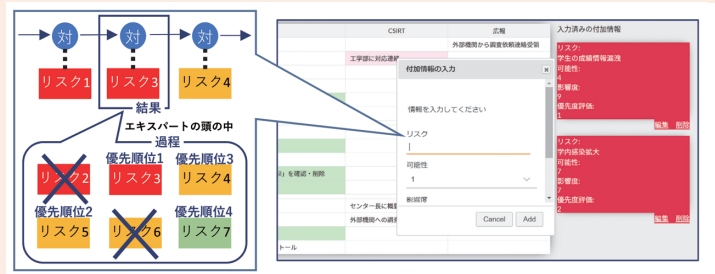 対
対
対
リスク1
リスク3
リスク4
結果
エキスパートの頭の中
過程
優先順位1
優先順位3
リスク2
リスク3
リスク4
優先順位2
優先順位4
リスク5
リスク6
リスク7
CSIRT
広報
外部機関から調査依頼連絡受領
工学部に対応連絡
」を確認・削除
センター長に報
外部機関への調
トール
付加情報の入力
×
情報を入力してください
リスク
可能性
1
影響度
Cancel
Add
入力済みの付加情報
リスク:
学生の成績情報漏洩
可能性:
4
影響度:
9
優先度評価:
1
編集 削除
リスク:
学内感染拡大
可能性:
7
影響度:
7
優先度評価:
2
編集 削除